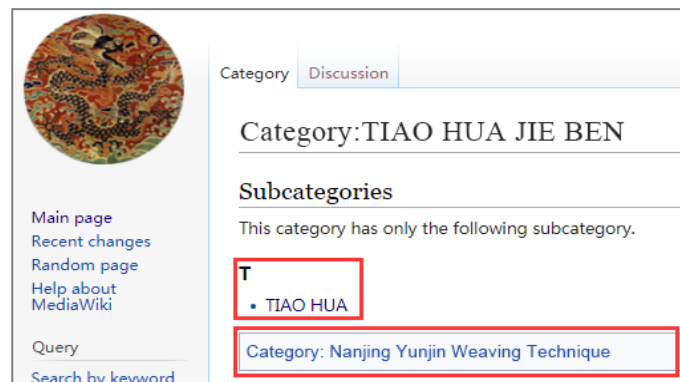 Category
Discussion
Category:TIAO HUA JIE BEN
Subcategories
This category has only the following subcategory.
T
• TIAO HUA
Category: Nanjing Yunjin Weaving Technique
Main page
Recent changes
Random page
Help about
MediaWiki
Query
Search by keyword